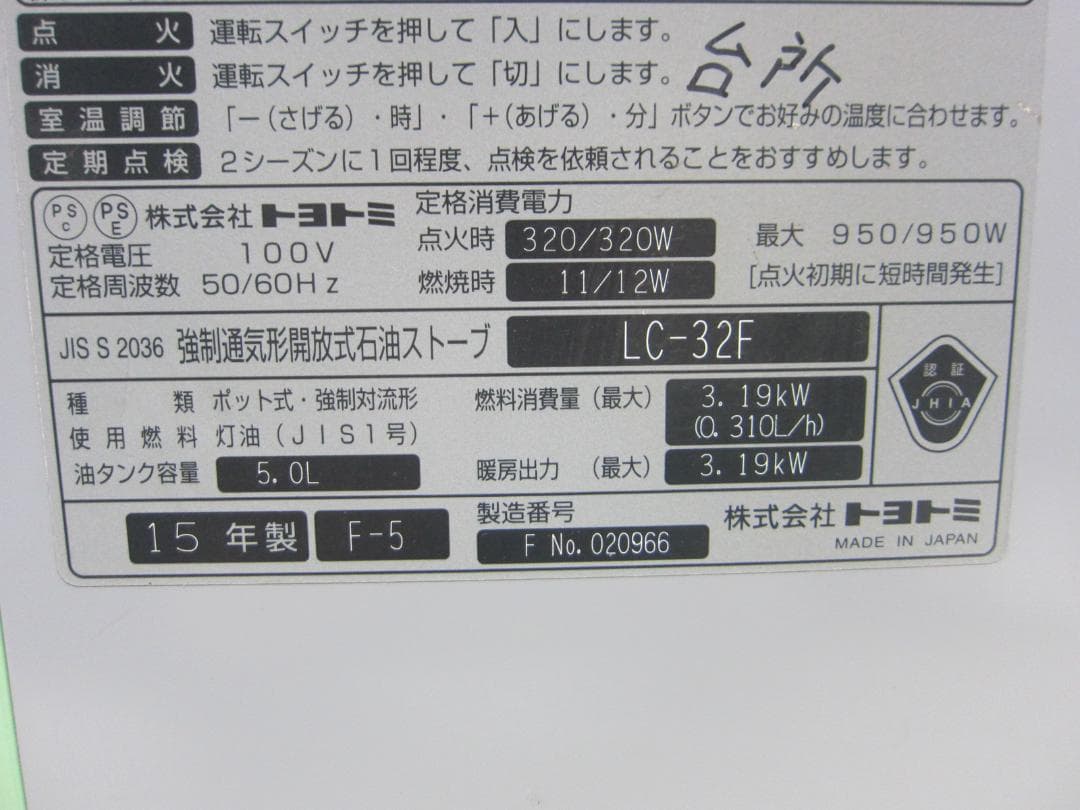 点火 運転スイッチを押して「入」にします。
消火 運転スイッチを押して「切」にします。
台所
室温調節 「－(さげる)・時」・「＋(あげる)・分」ボタンでお好みの温度に合わせます。
定期点検 2シーズンに1回程度、点検を依頼されることをおすすめします。
PS C PS E 株式会社トヨトミ
定格電圧 100V
定格周波数 50/60Hz
定格消費電力
点火時 320/320W 最大 950/950W
燃焼時 11/12W [点火初期に短時間発生]
JIS S 2036 強制通気形開放式石油ストーブ LC-32F
種類 ポット式・強制対流形
使用燃料 灯油(JIS1号)
油タンク容量 5.0L
燃料消費量(最大) 3.19kW
(0.310L/h)
暖房出力(最大) 3.19kW
認証
JHIA
15年製 F-5
製造番号
F No.020966
株式会社トヨトミ
MADE IN JAPAN